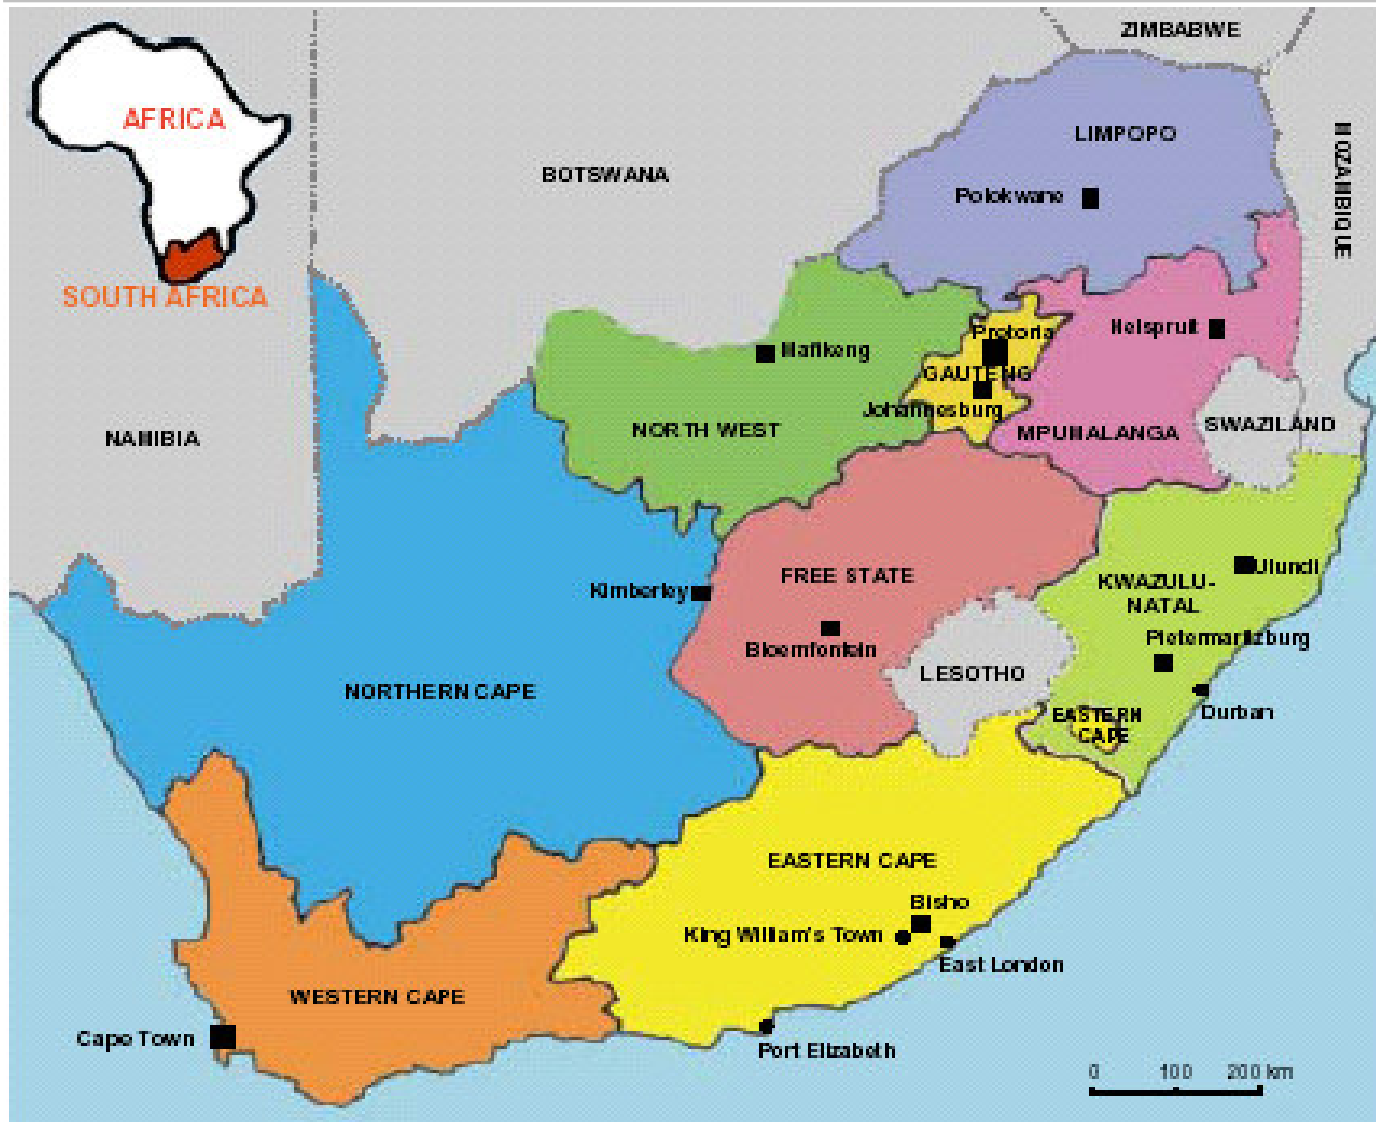 ZIMBABWE
AFRICA
LIMPOPO
MOZAMBIQUE
BOTSWANA
Polokwane
SOUTH AFRICA
Nelspruit
Pretoria
Mafikeng
GAUTENG
Johannesburg
NORTH WEST
MPUMALANGA
SWAZILAND
NAMIBIA
Ulundi
FREE STATE
KWAZULU-
NATAL
Kimberley
Pietermaritzburg
Bloemfontein
LESOTHO
NORTHERN CAPE
Durban
EASTERN
CAPE
EASTERN CAPE
Bisho
King William's Town
East London
WESTERN CAPE
Cape Town
Port Elizabeth
0 100 200 km